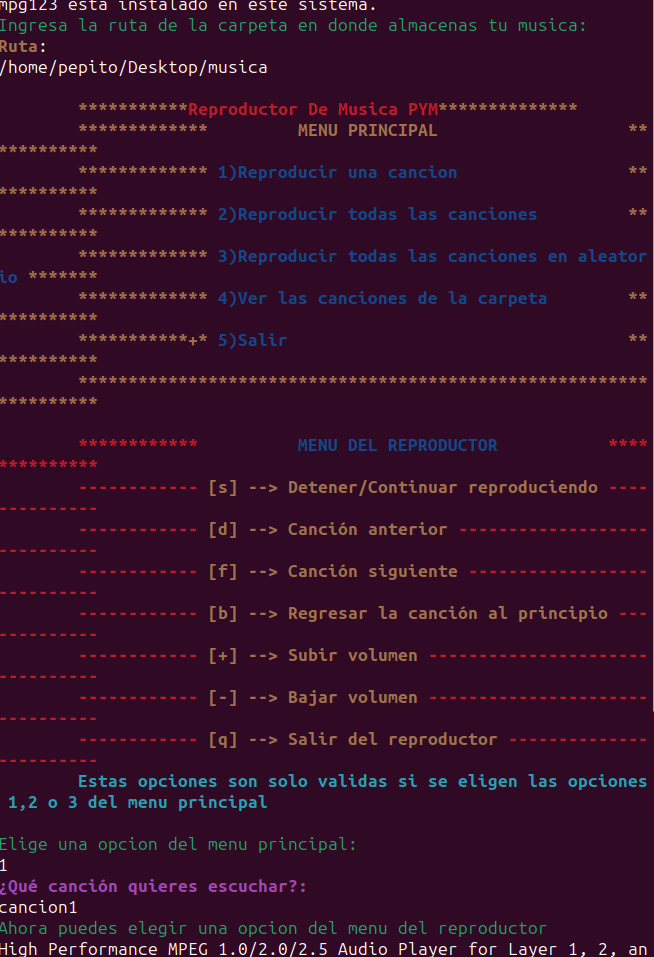 mpg123 esta instalado en este sistema.
Ingresa la ruta de la carpeta en donde almacenas tu musica:
Ruta:
/home/pepito/Desktop/musica
***********Reproductor De Musica PYM**************
************* MENU PRINCIPAL **
**********
************* 1)Reproducir una cancion **
**********
************* 2)Reproducir todas las canciones **
**********
************* 3)Reproducir todas las canciones en aleator
io *******
************* 4)Ver las canciones de la carpeta **
**********
***********+* 5)Salir **
**********
*********************************************************
**********
************ MENU DEL REPRODUCTOR ****
**********
------------ [s] --> Detener/Continuar reproduciendo ----
----------
------------ [d] --> Canción anterior -------------------
----------
------------ [f] --> Canción siguiente ------------------
----------
------------ [b] --> Regresar la canción al principio ---
----------
------------ [+] --> Subir volumen ----------------------
----------
------------ [-] --> Bajar volumen ----------------------
----------
------------ [q] --> Salir del reproductor --------------
----------
Estas opciones son solo validas si se eligen las opciones
1,2 o 3 del menu principal
Elige una opcion del menu principal:
1
¿Qué canción quieres escuchar?:
cancion1
Ahora puedes elegir una opcion del menu del reproductor
High Performance MPEG 1.0/2.0/2.5 Audio Player for Layer 1, 2, an